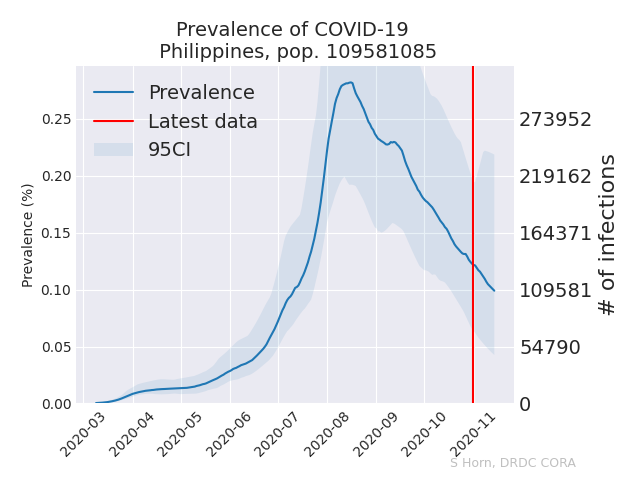 Prevalence of COVID-19
Philippines, pop. 109581085
Prevalence
Latest data
95CI
Prevalence (%)
0.25
0.20
0.15
0.10
0.05
0.00
273952
219162
164371
109581
54790
0
# of infections
2020-03
2020-04
2020-05
2020-06
2020-07
2020-08
2020-09
2020-10
2020-11
S Horn, DRDC CORA